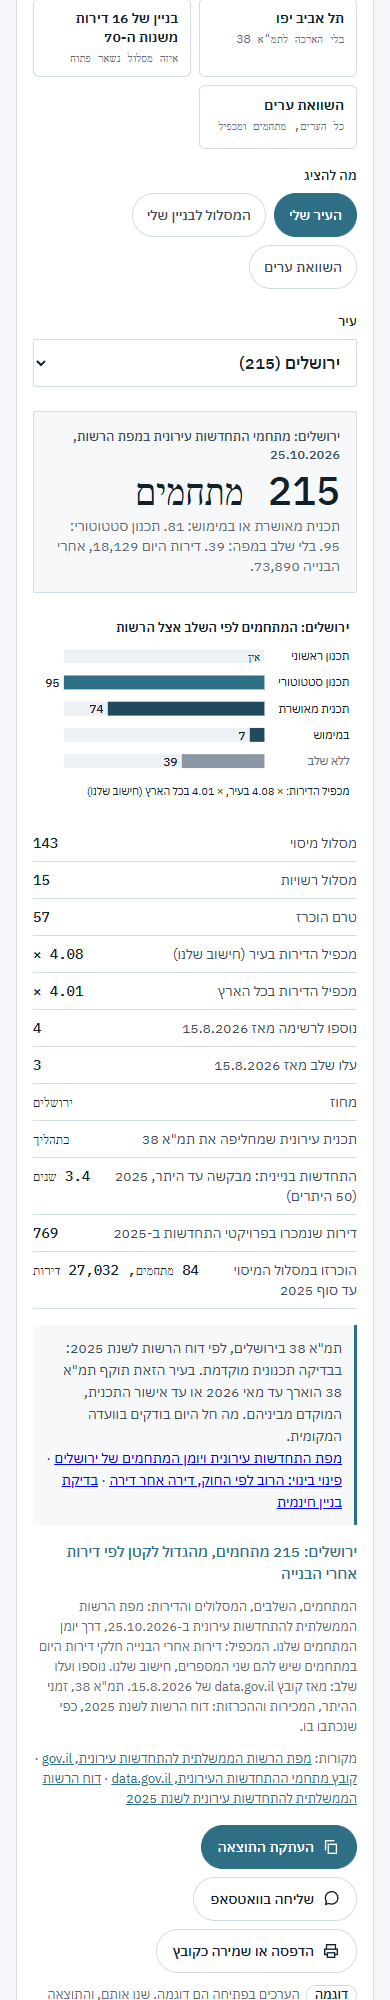 תל אביב יפו
בלי הארכה לתמ"א 38
בניין של 16 דירות
משנות ה-70
איזה מסלול נשאר פתוח
השוואת ערים
כל הערים, מתחמים ומכפיל
מה להציג
העיר שלי
המסלול לבניין שלי
השוואת ערים
עיר
ירושלים (215)
ירושלים: מתחמי התחדשות עירונית במפת הרשות,
25.10.2026
215 מתחמים
תכנית מאושרת או במימוש: 81. תכנון סטטוטורי:
95. בלי שלב במפה: 39. דירות היום 18,129, אחרי
הבנייה 73,890.
ירושלים: המתחמים לפי השלב אצל הרשות
תכנון ראשוני אין
תכנון סטטוטורי 95
תכנית מאושרת 74
במימוש 7
ללא שלב 39
מכפיל הדירות: × 4.08 בעיר, × 4.01 בכל הארץ (חישוב שלנו)
מסלול מיסוי 143
מסלול רשויות 15
טרם הוכרז 57
מכפיל הדירות בעיר (חישוב שלנו) × 4.08
מכפיל הדירות בכל הארץ × 4.01
נוספו לרשימה מאז 15.8.2026 4
עלו שלב מאז 15.8.2026 3
מחוז ירושלים
תכנית עירונית שמחליפה את תמ"א 38 בתהליך
התחדשות בניינית: מבקשה עד היתר, 2025 3.4 שנים
(50 היתרים)
דירות שנמכרו בפרויקטי התחדשות ב-2025 769
הוכרזו במסלול המיסוי 84 מתחמים, 27,032 דירות
עד סוף 2025
תמ"א 38 בירושלים, לפי דוח הרשות לשנת 2025:
בבדיקה תכנונית מוקדמת. בעיר הזאת תוקף תמ"א
38 הוארך עד מאי 2026 או עד אישור התכנית,
המוקדם מביניהם. מה חל היום בודקים בוועדה
המקומית.
מפת התחדשות עירונית ויומן המתחמים של ירושלים ·
פינוי בינוי: הרוב לפי החוק, דירה אחר דירה · בדיקת
בניין חינמית
ירושלים: 215 מתחמים, מהגדול לקטן לפי דירות
אחרי הבנייה
המתחמים, השלבים, המסלולים והדירות: מפת הרשות
הממשלתית להתחדשות עירונית ב-25.10.2026, דרך יומן
המתחמים שלנו. המכפיל: דירות אחרי הבנייה חלקי דירות היום
במתחמים שיש להם שני המספרים, חישוב שלנו. נוספו ועלו
שלב: מאז קובץ data.gov.il של 15.8.2026. תמ"א 38, זמני
ההיתר, המכירות וההכרזות: דוח הרשות לשנת 2025, כפי
שנכתבו בו.
מקורות: מפת הרשות הממשלתית להתחדשות עירונית, gov.il ·
קובץ מתחמי ההתחדשות העירונית, data.gov.il · דוח הרשות
הממשלתית להתחדשות עירונית לשנת 2025
העתקת התוצאה
שליחה בוואטסאפ
הדפסה או שמירה כקובץ
דוגמה הערכים בפתיחה הם דוגמה. שנו אותם, והתוצאה